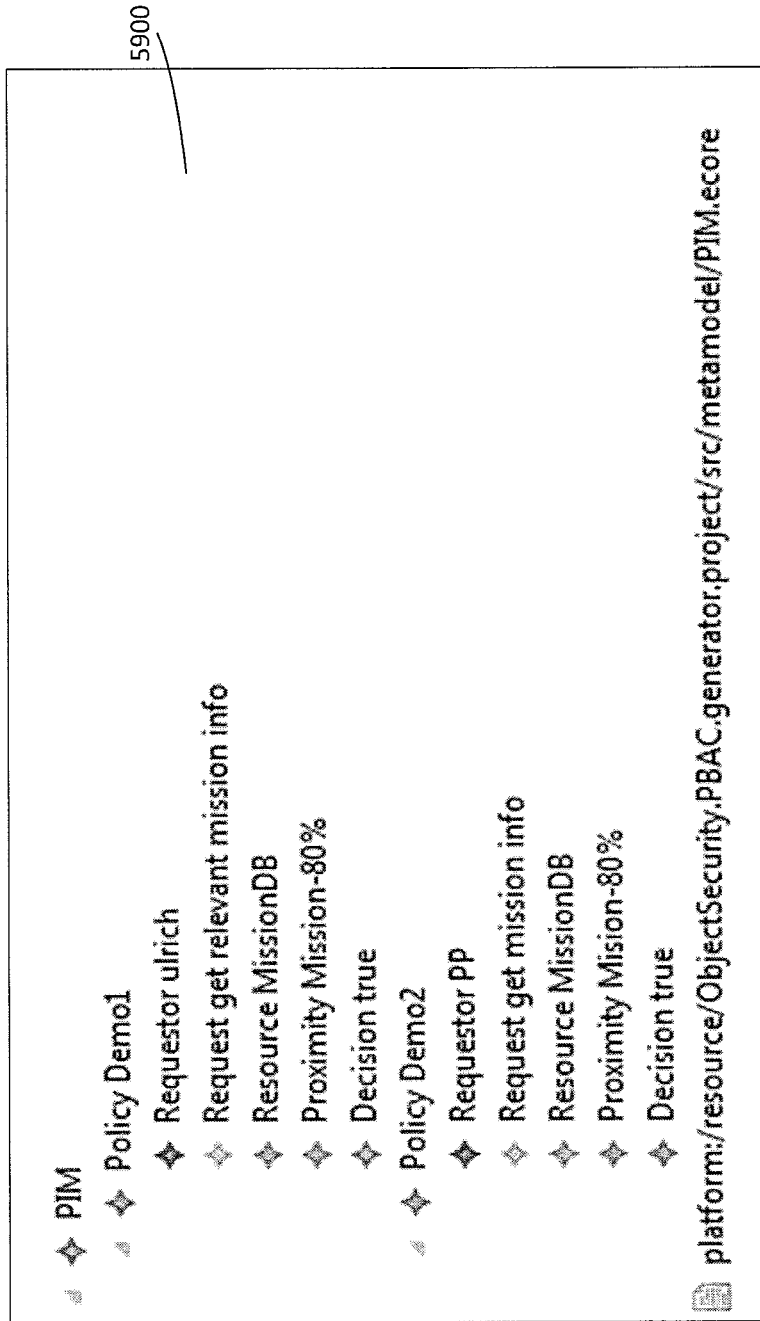 5900
PIM
Policy Demo1
Requestor ulrich
Request get relevant mission info
Resource MissionDB
Proximity Mission-80%
Decision true
Policy Demo2
Requestor PP
Request get mission info
Resource MissionDB
Proximity Mision-80%
Decision true
platform:/resource/ObjectSecurity.PBAC.generator.project/src/metamodel/PIM.ecore